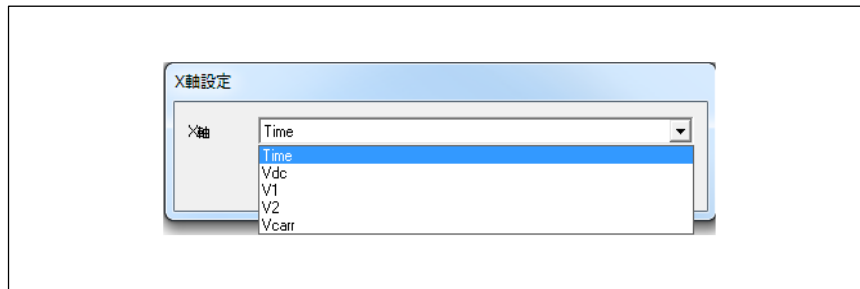 X軸設定
X軸 Time
Time
Vdc
V1
V2
Vcarr